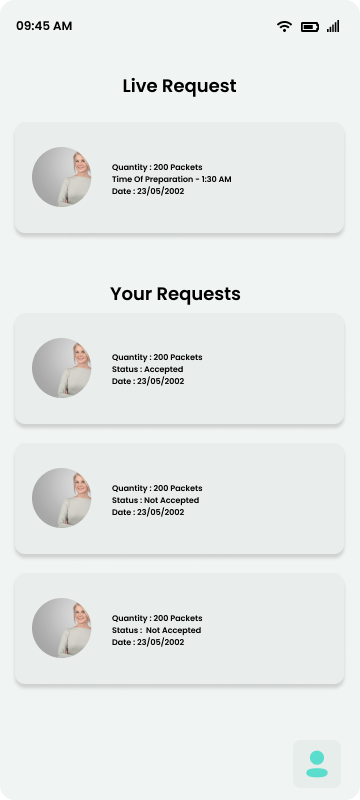 09:45 AM
Live Request
Quantity : 200 Packets
Time Of Preparation - 1:30 AM
Date : 23/05/2002
Your Requests
Quantity : 200 Packets
Status : Accepted
Date : 23/05/2002
Quantity : 200 Packets
Status : Not Accepted
Date : 23/05/2002
Quantity : 200 Packets
Status :  Not Accepted
Date : 23/05/2002